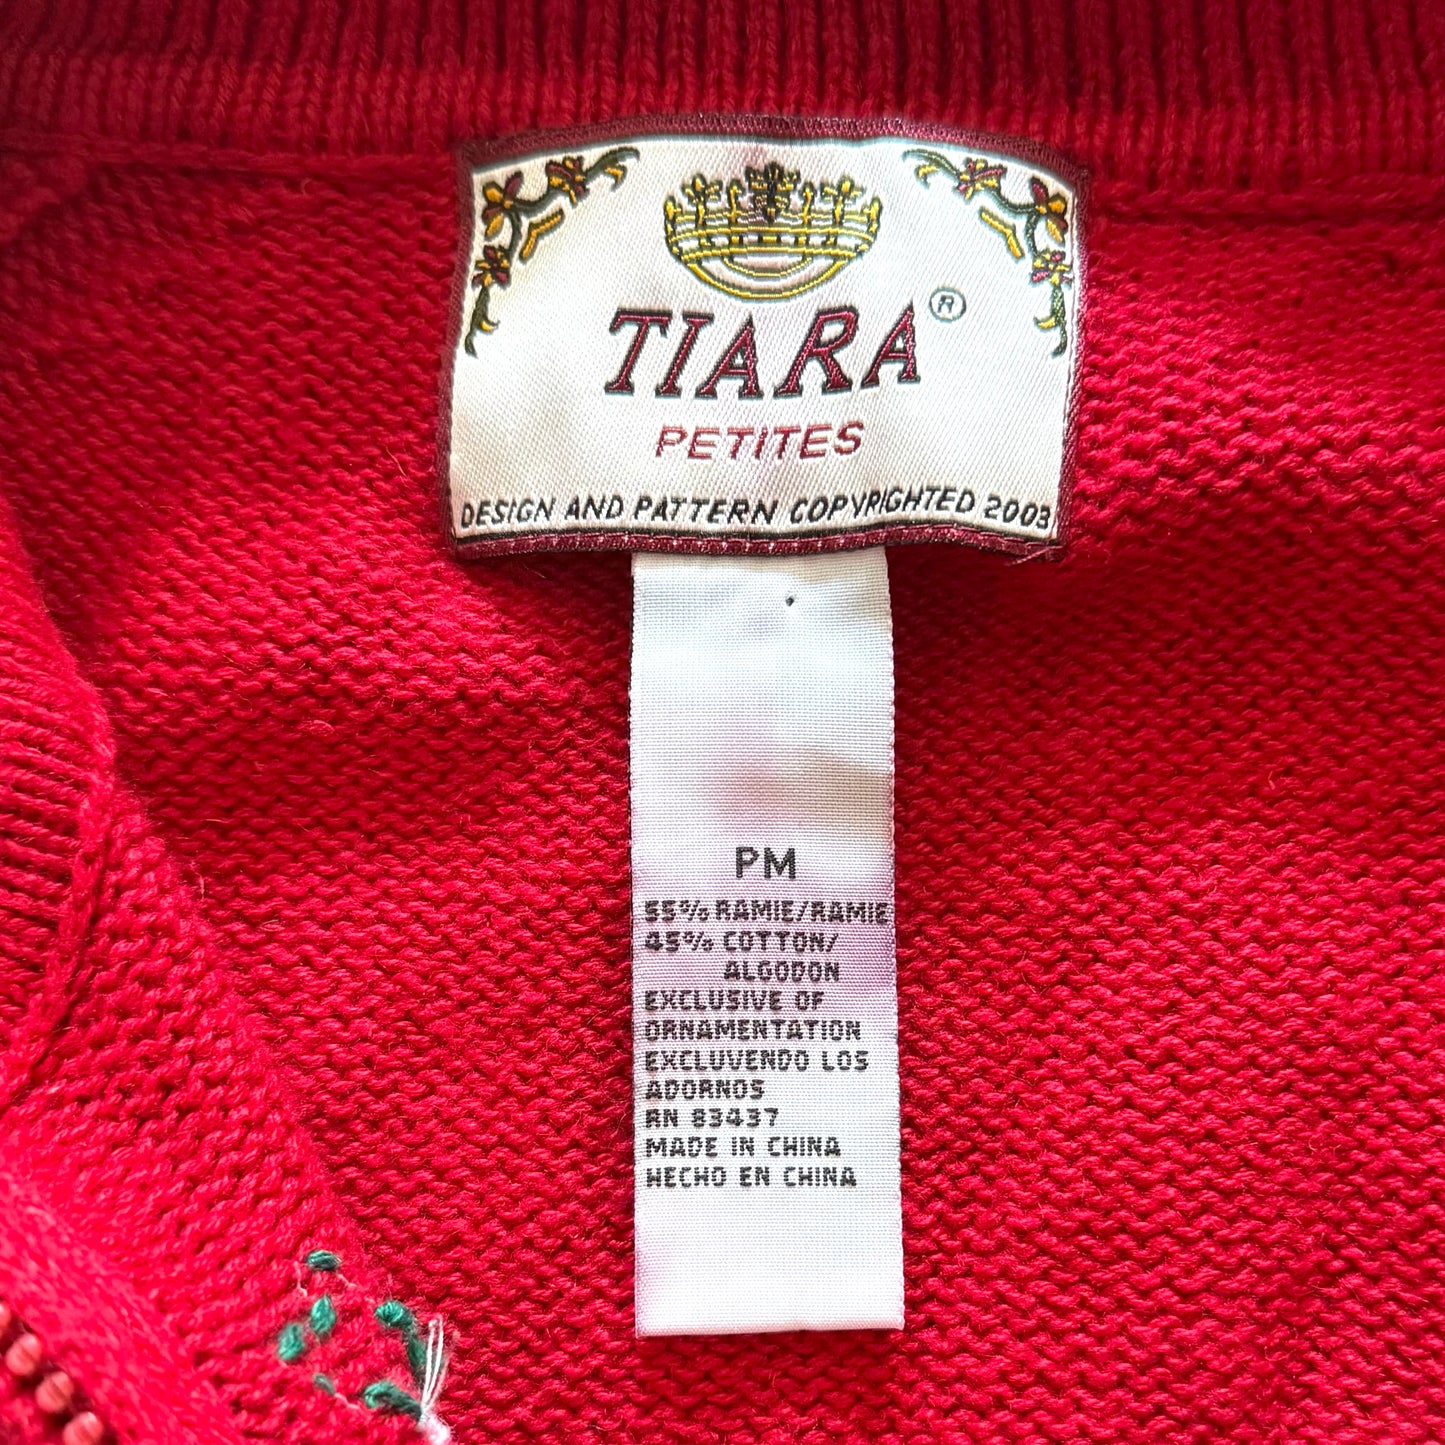 TIARA®
PETITES
DESIGN AND PATTERN COPYRIGHTED 2003
PM
55% RAMIE/RAMIE
45% COTTON/
ALGODON
EXCLUSIVE OF
ORNAMENTATION
EXCLUVENDO LOS
ADORNOS
RN 83437
MADE IN CHINA
HECHO EN CHINA